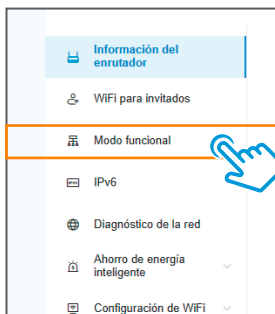 Información del
enrutador
WiFi para invitados
Modo funcional
IPv6
Diagnóstico de la red
Ahorro de energía
inteligente
Configuración de WiFi